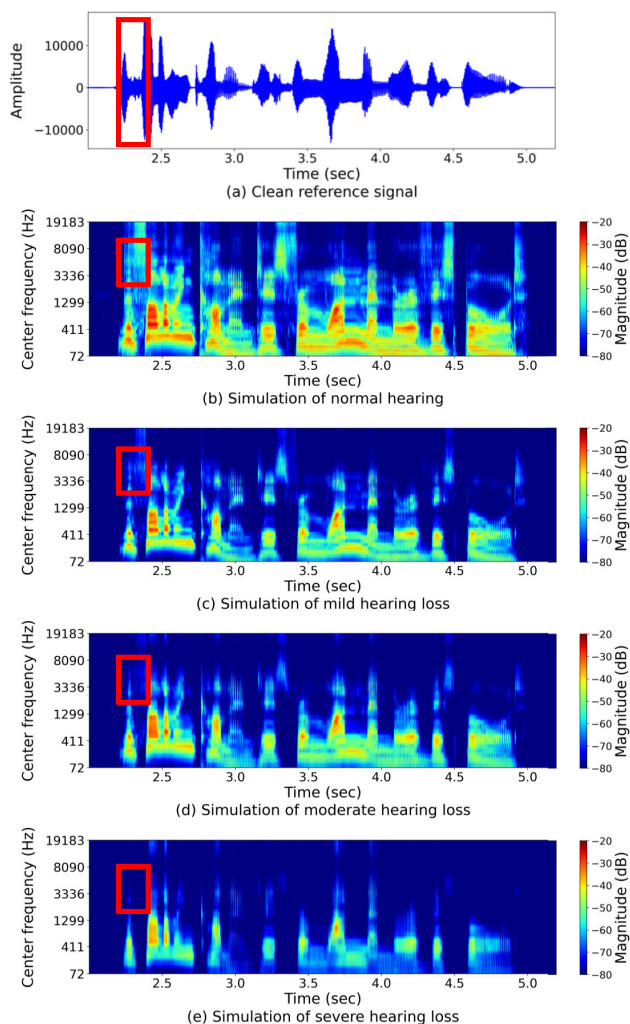 Amplitude
10000
0
−10000
2.5 3.0 3.5 4.0 4.5 5.0
Time (sec)
(a) Clean reference signal
Center frequency (Hz)
19183
8090
3336
1299
411
72
2.5 3.0 3.5 4.0 4.5 5.0
Time (sec)
−20
−30
−40
−50
−60
−70
−80
Magnitude (dB)
(b) Simulation of normal hearing
Center frequency (Hz)
19183
8090
3336
1299
411
72
2.5 3.0 3.5 4.0 4.5 5.0
Time (sec)
−20
−30
−40
−50
−60
−70
−80
Magnitude (dB)
(c) Simulation of mild hearing loss
Center frequency (Hz)
19183
8090
3336
1299
411
72
2.5 3.0 3.5 4.0 4.5 5.0
Time (sec)
−20
−30
−40
−50
−60
−70
−80
Magnitude (dB)
(d) Simulation of moderate hearing loss
Center frequency (Hz)
19183
8090
3336
1299
411
72
2.5 3.0 3.5 4.0 4.5 5.0
Time (sec)
−20
−30
−40
−50
−60
−70
−80
Magnitude (dB)
(e) Simulation of severe hearing loss